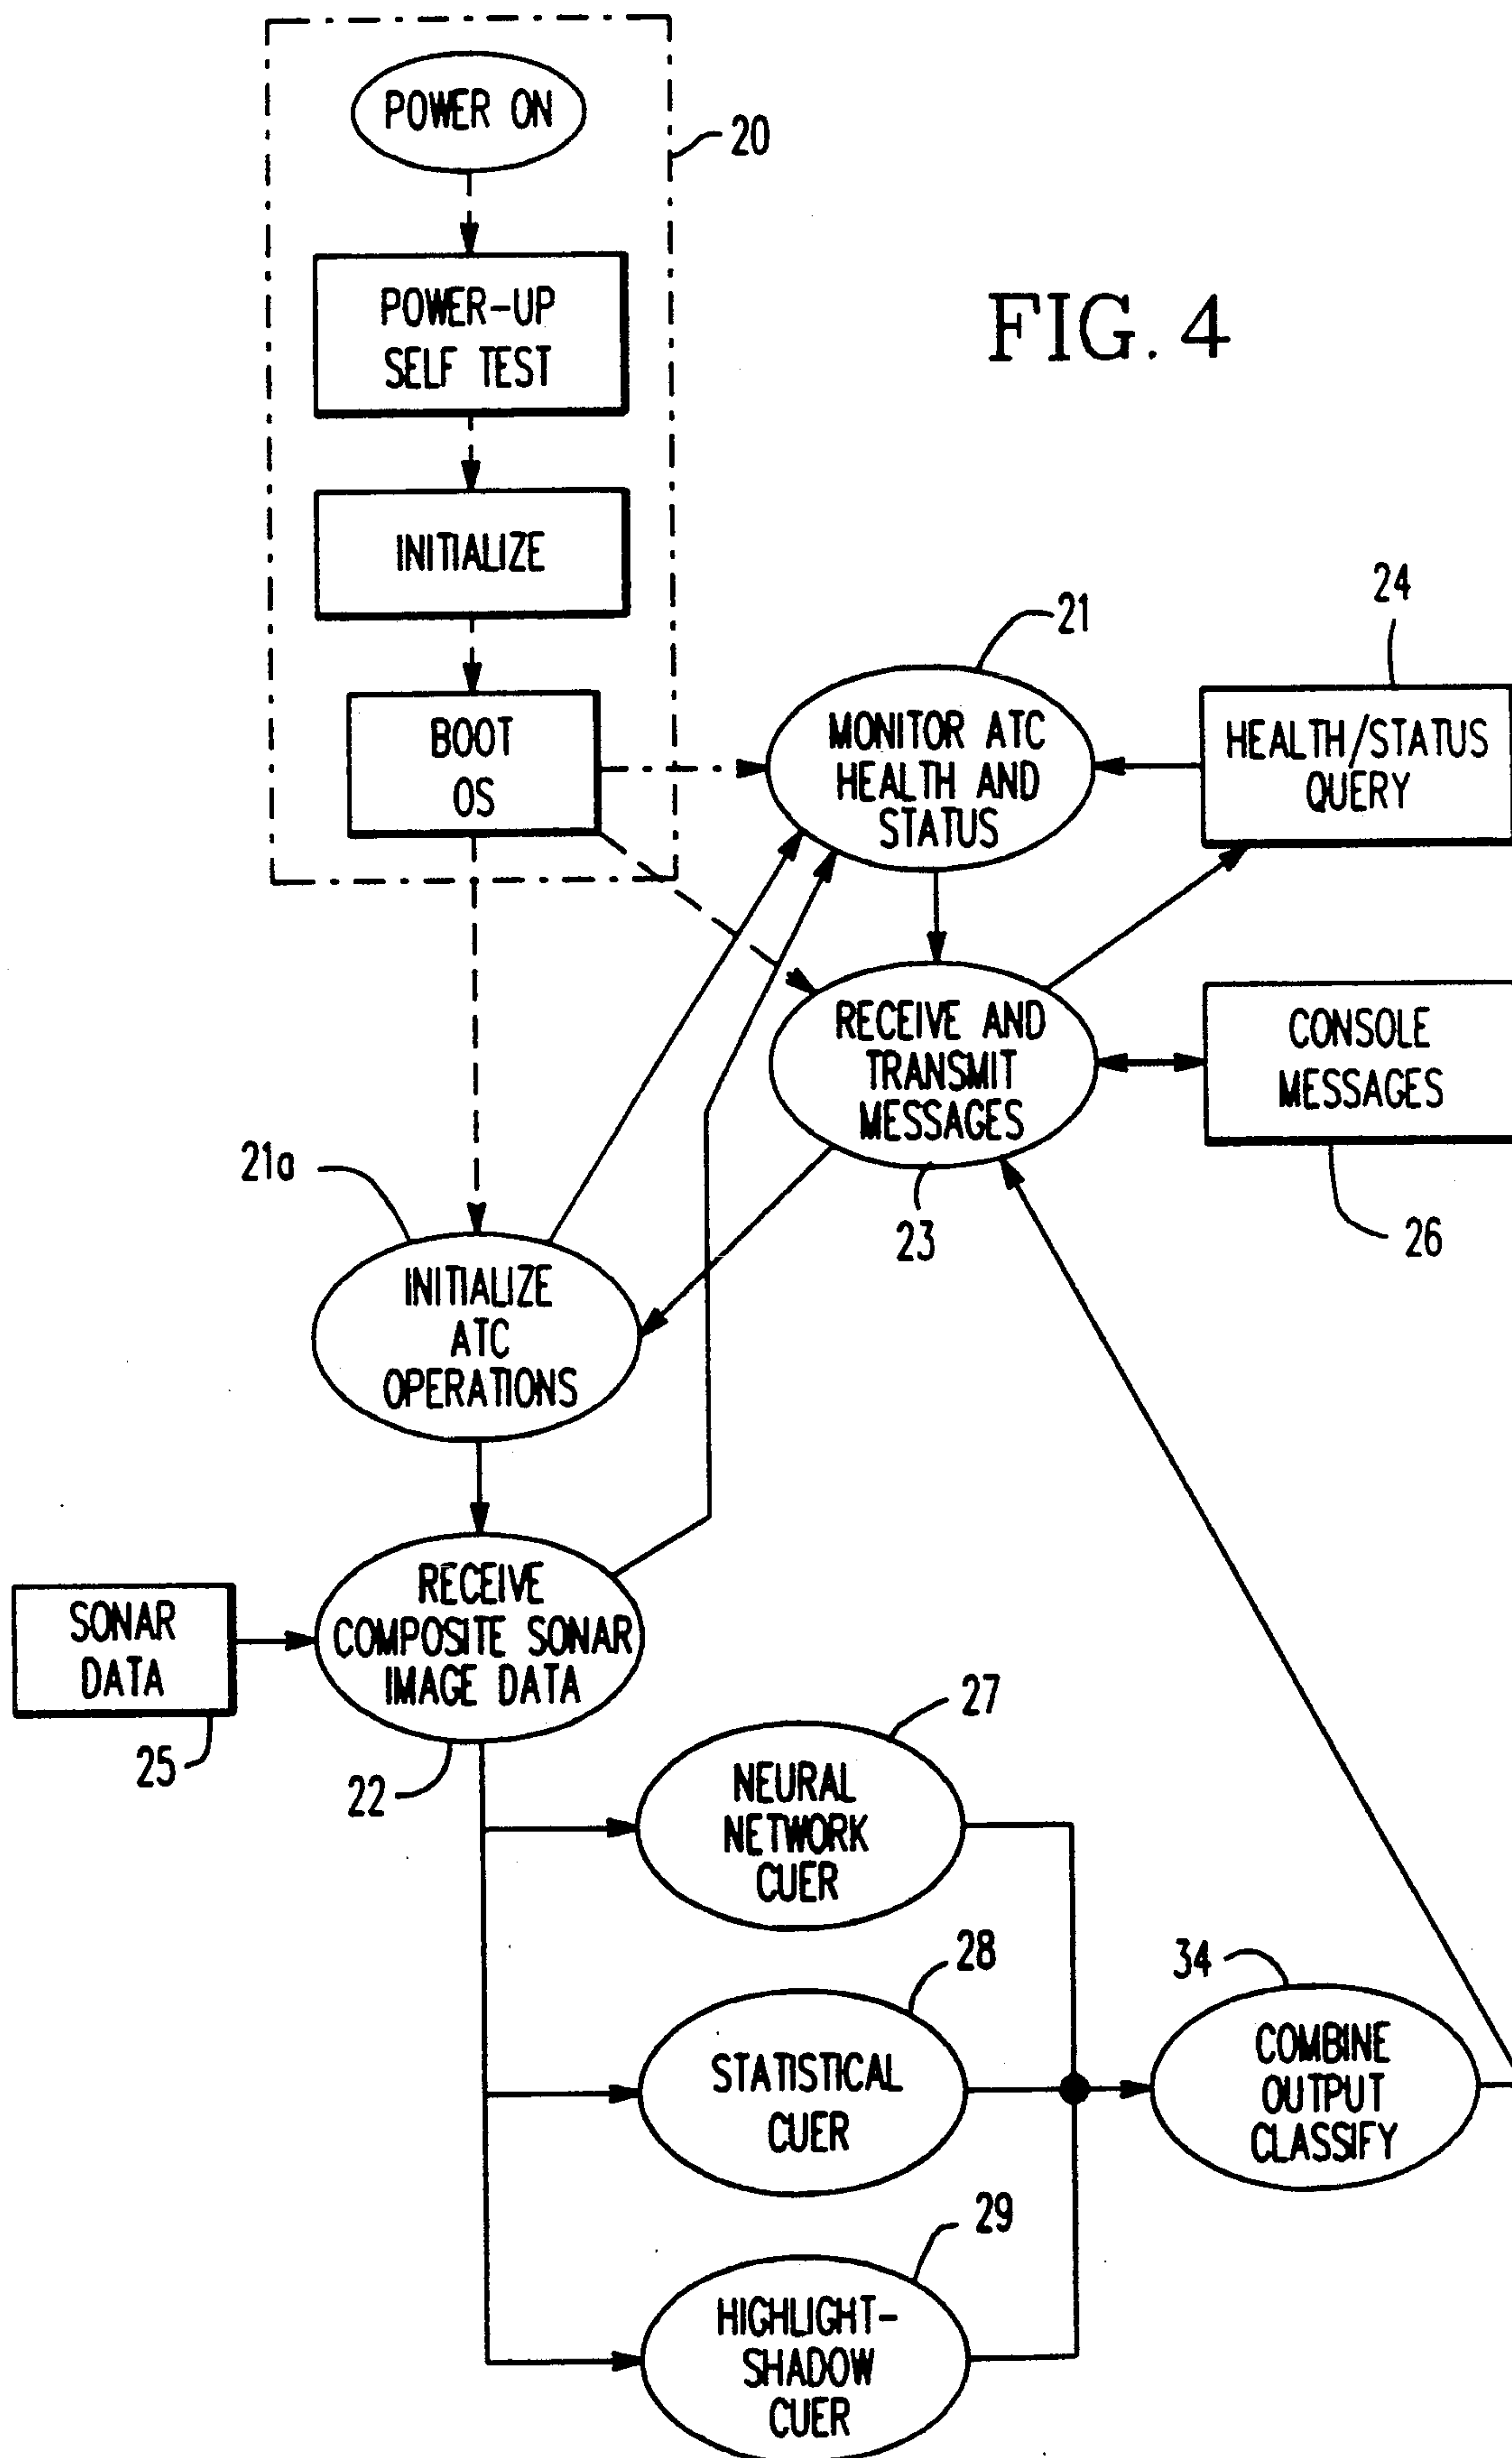 POWER ON
20
POWER-UP
SELF TEST
FIG. 4
INITIALIZE
21
24
BOOT
OS
MONITOR ATC
HEALTH AND
STATUS
HEALTH/STATUS
QUERY
RECEIVE AND
TRANSMIT
MESSAGES
CONSOLE
MESSAGES
21a
23
26
INITIALIZE
ATC
OPERATIONS
SONAR
DATA
25
RECEIVE
COMPOSITE SONAR
IMAGE DATA
22
27
NEURAL
NETWORK
CUER
28
STATISTICAL
CUER
34
COMBINE
OUTPUT
CLASSIFY
29
HIGHLIGHT-
SHADOW
CUER